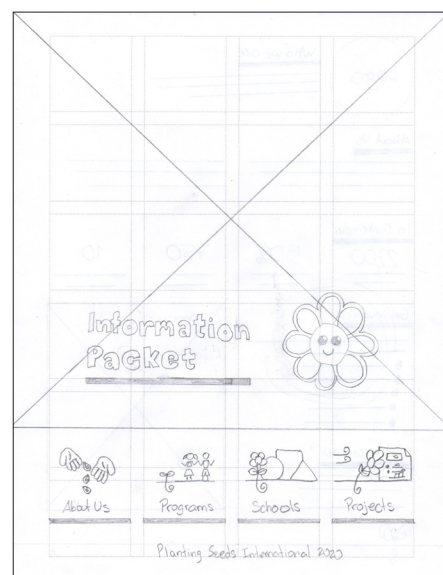 Information
Packet
About Us
Programs
Schools
Projects
Planting Seeds International 2020